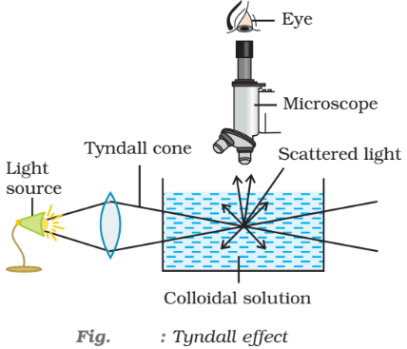 Eye
Microscope
Tyndall cone
Scattered light
Light
source
Colloidal solution
Fig. : Tyndall effect